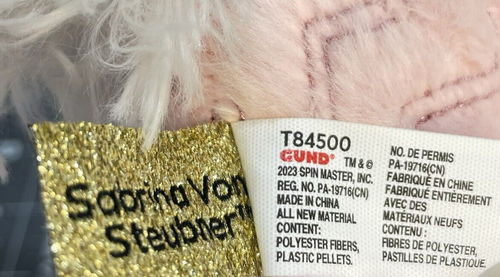 Sabrina Von
Steubner™
T84500
GUND® TM & ©
2023 SPIN MASTER, INC.
REG. NO. PA-19716(CN)
MADE IN CHINA
ALL NEW MATERIAL
CONTENT:
POLYESTER FIBERS,
PLASTIC PELLETS.
NO. DE PERMIS
PA-19716(CN)
FABRIQUÉ EN CHINE
FABRIQUÉ ENTIÈREMENT
AVEC DES
MATÉRIAUX NEUFS
CONTENU :
FIBRES DE POLYESTER,
PASTILLES DE PLASTIQUE.